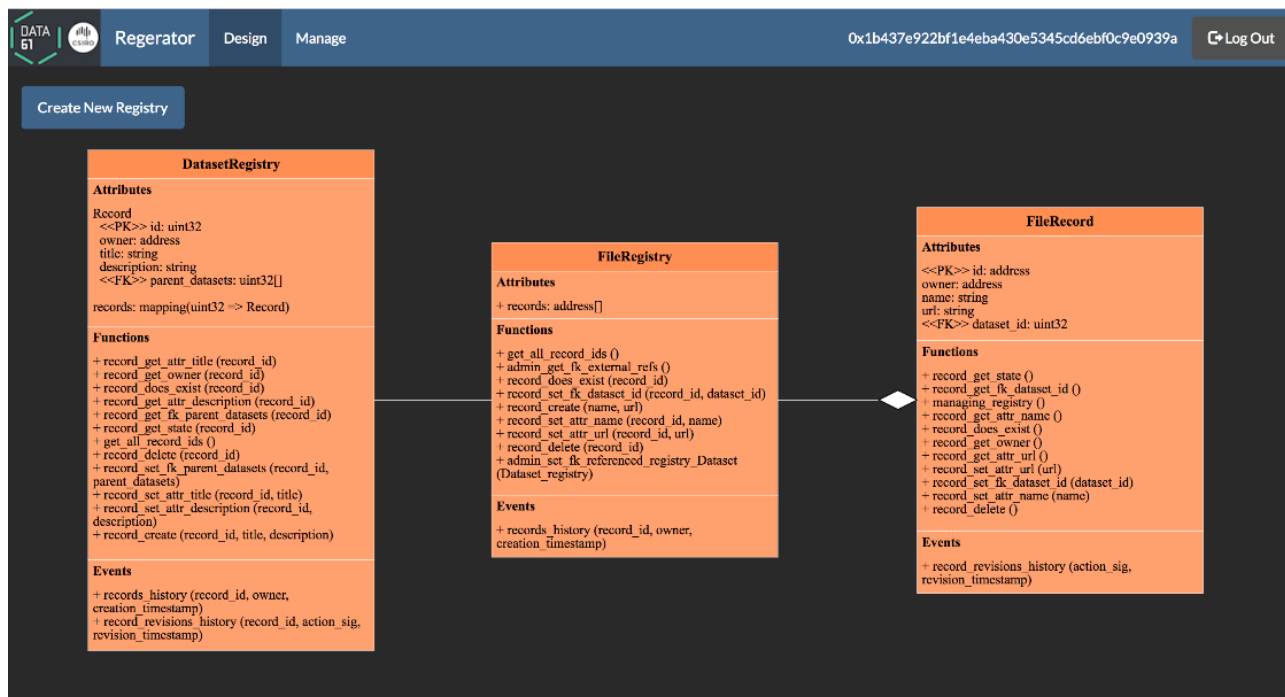 DATA
61
CSIRO
Regerator
Design
Manage
0x1b437e922bf1e4eba430e5345cd6ebf0c9e0939a
Log Out
Create New Registry
DatasetRegistry
Attributes
Record
<<PK>> id: uint32
owner: address
title: string
description: string
<<FK>> parent_datasets: uint32[]
records: mapping(uint32 => Record)
Functions
+ record_get_attr_title (record_id)
+ record_get_owner (record_id)
+ record_does_exist (record_id)
+ record_get_attr_description (record_id)
+ record_get_fk_parent_datasets (record_id)
+ record_get_state (record_id)
+ get_all_record_ids ()
+ record_delete (record_id)
+ record_set_fk_parent_datasets (record_id,
parent_datasets)
+ record_set_attr_title (record_id, title)
+ record_set_attr_description (record_id,
description)
+ record_create (record_id, title, description)
Events
+ records_history (record_id, owner,
creation_timestamp)
+ record_revisions_history (record_id, action_sig,
revision_timestamp)
FileRegistry
Attributes
+ records: address[]
Functions
+ get_all_record_ids ()
+ admin_get_fk_external_refs ()
+ record_does_exist (record_id)
+ record_set_fk_dataset_id (record_id, dataset_id)
+ record_create (name, url)
+ record_set_attr_name (record_id, name)
+ record_set_attr_url (record_id, url)
+ record_delete (record_id)
+ admin_set_fk_referenced_registry_Dataset
(Dataset_registry)
Events
+ records_history (record_id, owner,
creation_timestamp)
FileRecord
Attributes
<<PK>> id: address
owner: address
name: string
url: string
<<FK>> dataset_id: uint32
Functions
+ record_get_state ()
+ record_get_fk_dataset_id ()
+ managing_registry ()
+ record_get_attr_name ()
+ record_does_exist ()
+ record_get_owner ()
+ record_get_attr_url ()
+ record_set_attr_url (url)
+ record_set_fk_dataset_id (dataset_id)
+ record_set_attr_name (name)
+ record_delete ()
Events
+ record_revisions_history (action_sig,
revision_timestamp)